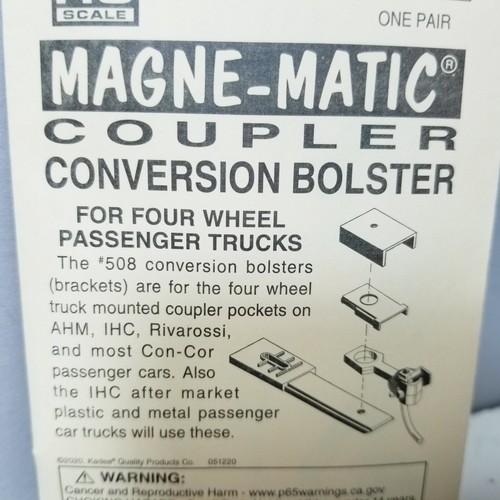 HO
SCALE
ONE PAIR
MAGNE-MATIC®
COUPLER
CONVERSION BOLSTER
FOR FOUR WHEEL
PASSENGER TRUCKS
The #508 conversion bolsters
(brackets) are for the four wheel
truck mounted coupler pockets on
AHM, IHC, Rivarossi,
and most Con-Cor
passenger cars. Also
the IHC after market
plastic and metal passenger
car trucks will use these.
©2020, Kadee® Quality Products Co. 051220
⚠ WARNING:
Cancer and Reproductive Harm - www.p65warnings.ca.gov